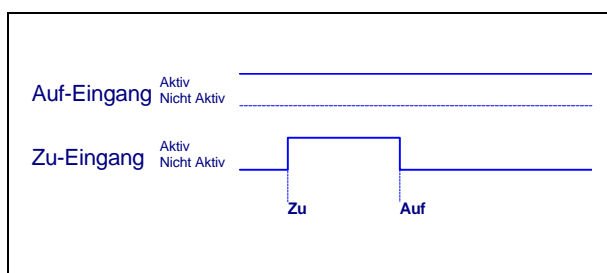 Auf-Eingang Aktiv
Nicht Aktiv
Zu-Eingang Aktiv
Nicht Aktiv
Zu Auf